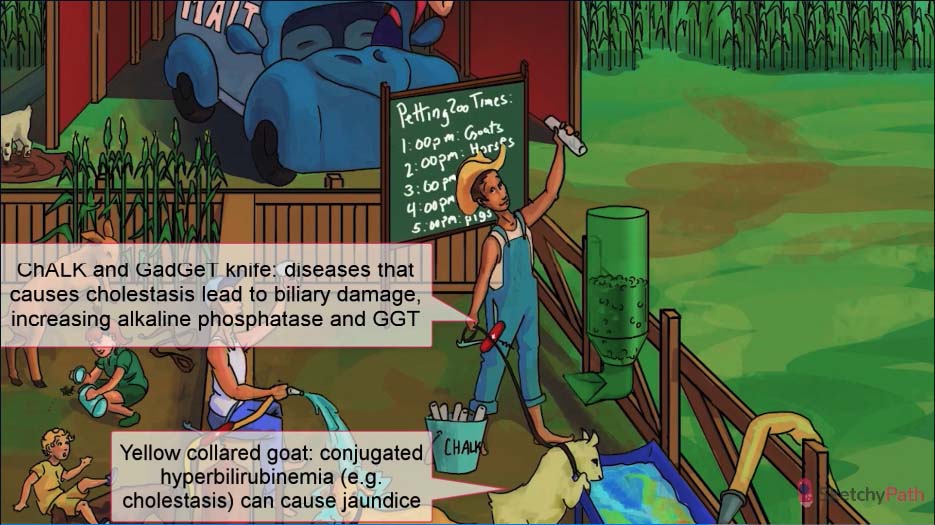 MAIT
Petting Zoo Times:
1:00pm: Goats
2:00pm: Horses
3:00pm
4:00pm
5:00pm: pigs
ChALK and GadGeT knife: diseases that
causes cholestasis lead to biliary damage,
increasing alkaline phosphatase and GGT
CHALK
Yellow collared goat: conjugated
hyperbilirubinemia (e.g.
cholestasis) can cause jaundice
SketchyPath